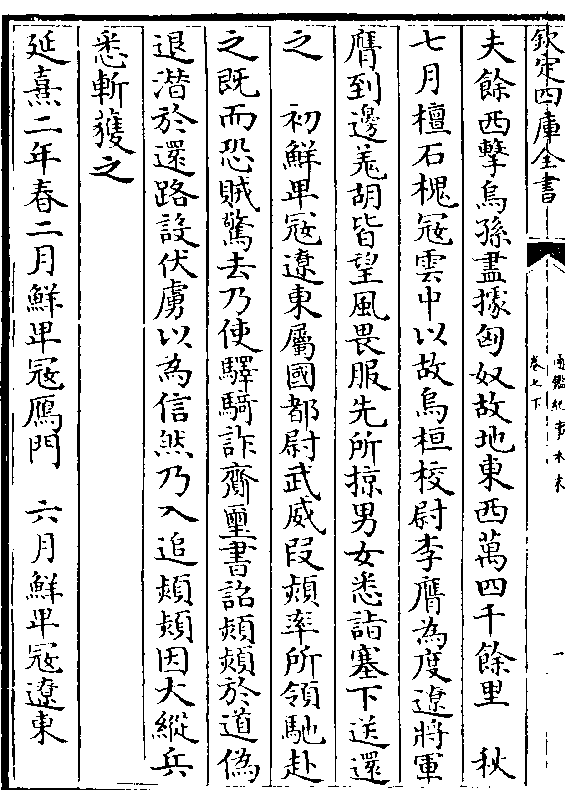 欽定四庫全書
通鑑紀事本末
卷七下
一
夫餘西擊烏孫盡據匈奴故地東西萬四千餘里　秋
七月檀石槐冦雲中以故烏桓校尉李膺為度遼將軍
膺到邊羗胡皆望風畏服先所掠男女悉詣塞下送還
之　初鮮卑冦遼東屬國都尉武威段熲率所領馳赴
之既而恐賊驚去乃使驛騎詐齎璽書詔熲熲於道偽
退潛於還路設伏虜以為信然乃入追熲熲因大縱兵
悉斬獲之
延熹二年春二月鮮卑冦鴈門　六月鮮卑冦遼東